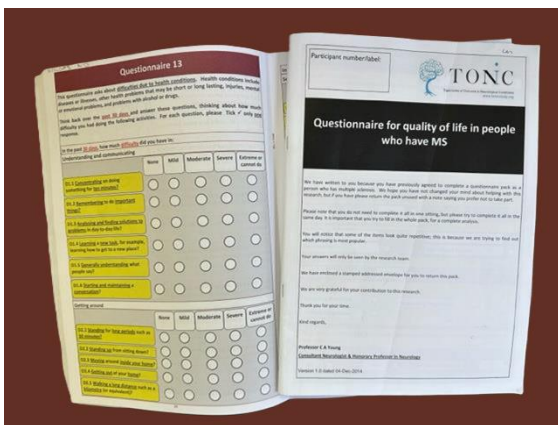 Questionnaire 13
This questionnaire asks about difficulties due to health conditions. Health conditions include
diseases or illnesses, other health problems that may be short or long lasting, injuries, mental
or emotional problems, and problems with alcohol or drugs.
Think back over the past 30 days and answer these questions, thinking about how much
difficulty you had doing the following activities. For each question, please Tick ✓ only one
response.
In the past 30 days, how much difficulty did you have in:
Understanding and communicating
None Mild Moderate Severe Extreme or
cannot do
D1.1 Concentrating on doing
something for ten minutes?
D1.2 Remembering to do important
things?
D1.3 Analysing and finding solutions to
problems in day-to-day life?
D1.4 Learning a new task, for example,
learning how to get to a new place?
D1.5 Generally understanding what
people say?
D1.6 Starting and maintaining a
conversation?
Getting around
None Mild Moderate Severe Extreme or
cannot do
D2.1 Standing for long periods such as
30 minutes?
D2.2 Standing up from sitting down?
D2.3 Moving around inside your home?
D2.4 Getting out of your home?
D2.5 Walking a long distance such as a
kilometre (or equivalent)?
Participant number/label:
TONIC
Questionnaire for quality of life in people
who have MS
We have written to you because you have previously agreed to complete a questionnaire pack as a
person who has multiple sclerosis. We hope you have not changed your mind about helping with this
research, but if you have please return the pack unused with a note saying you prefer not to take part.
Please note that you do not need to complete it all in one sitting, but please try to complete it all in the
same day. It is important that you try to fill in the whole pack, for a complete analysis.
You will notice that some of the items look quite repetitive; this is because we are trying to find out
which phrasing is most popular.
Your answers will only be seen by the research team.
We have enclosed a stamped addressed envelope for you to return this pack.
We are very grateful for your contribution to this research.
Thank you for your time.
Kind regards,
Professor C A Young
Consultant Neurologist & Honorary Professor in Neurology
Version 1.0 dated 04-Dec-2014